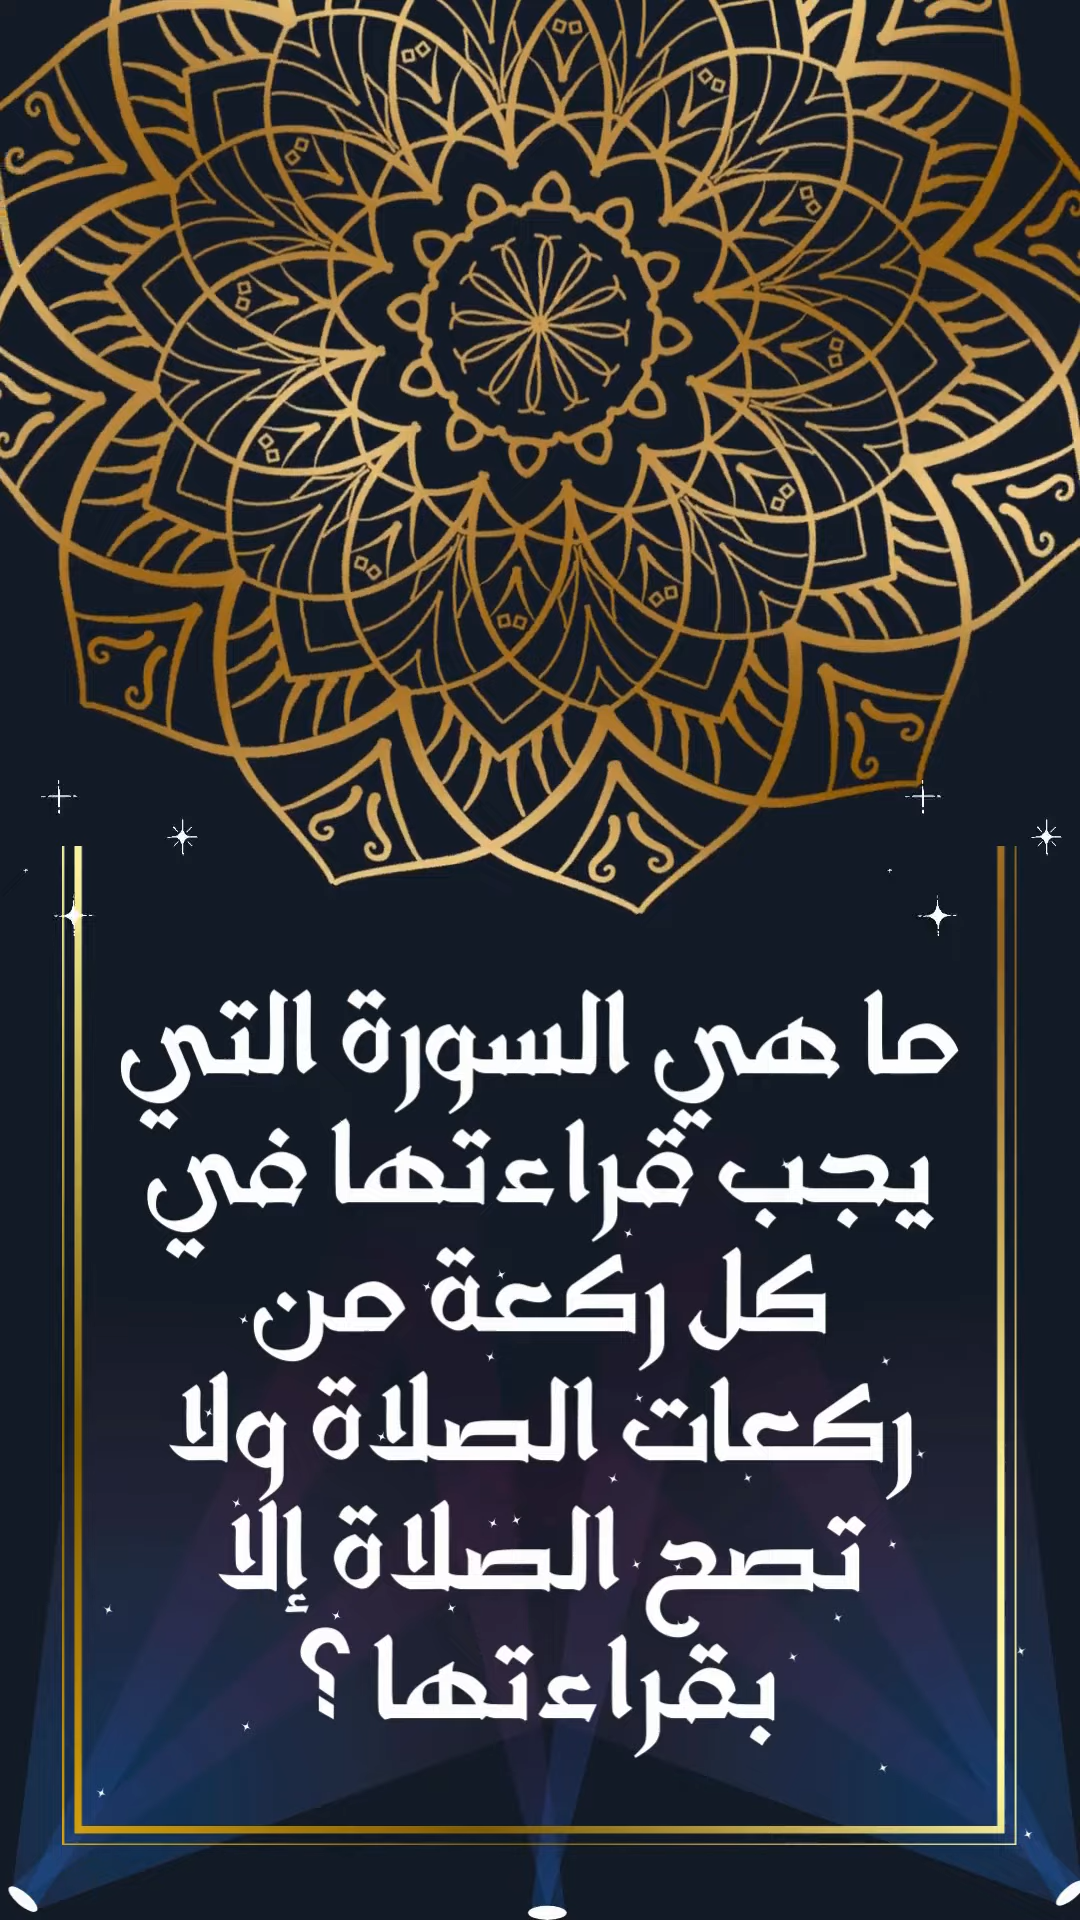 ما هي السورة التي
يجب قراءتها في
كل ركعة من
ركعات الصلاة ولا
تصح الصلاة إلا
بقراءتها ؟